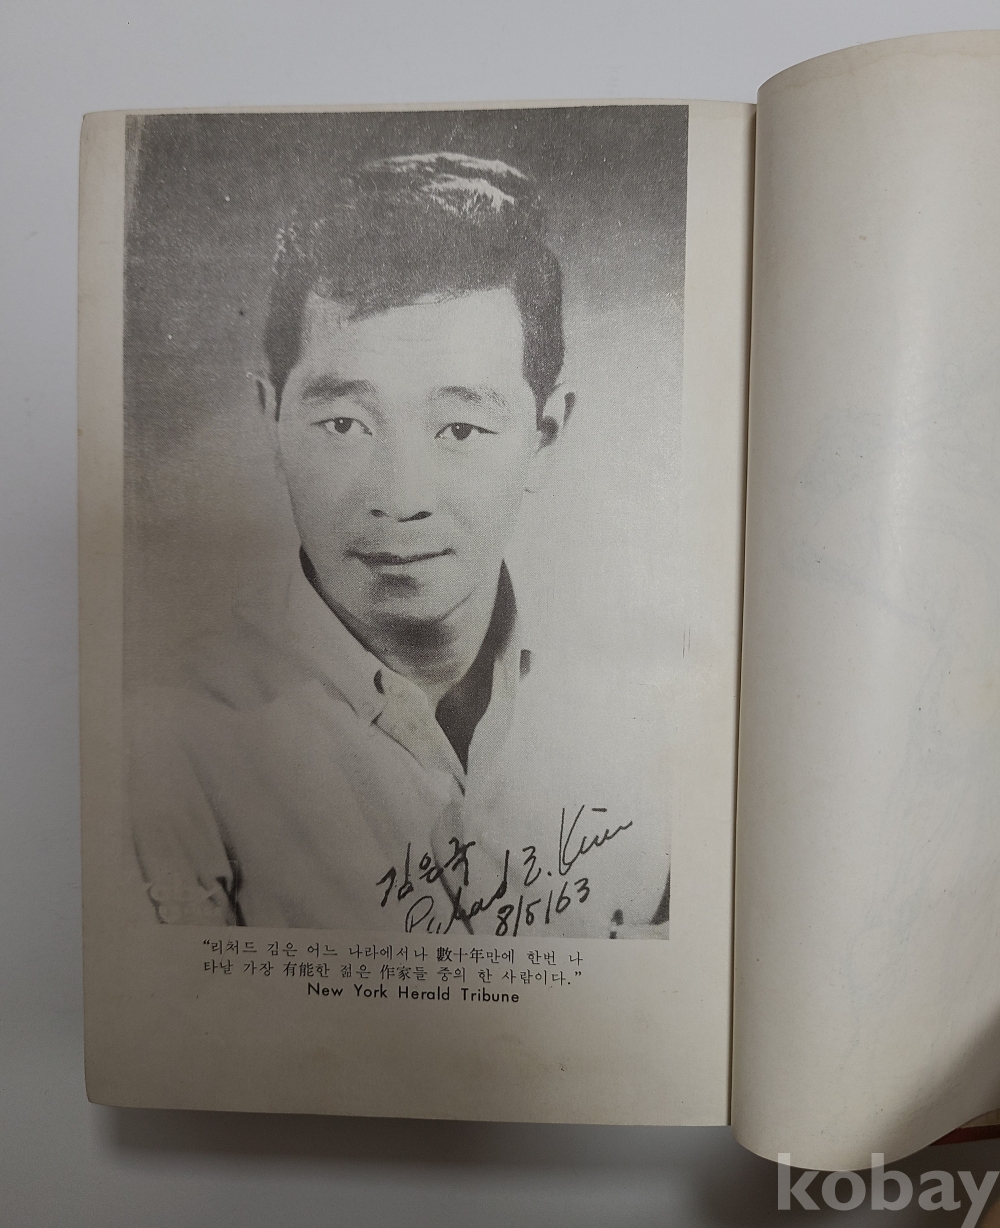 김은국
Richard E. Kim
8/5/63
“리처드 김은 어느 나라에서나 數十年만에 한번 나
타날 가장 有能한 젊은 作家들 중의 한 사람이다.”
New York Herald Tribune
kobay